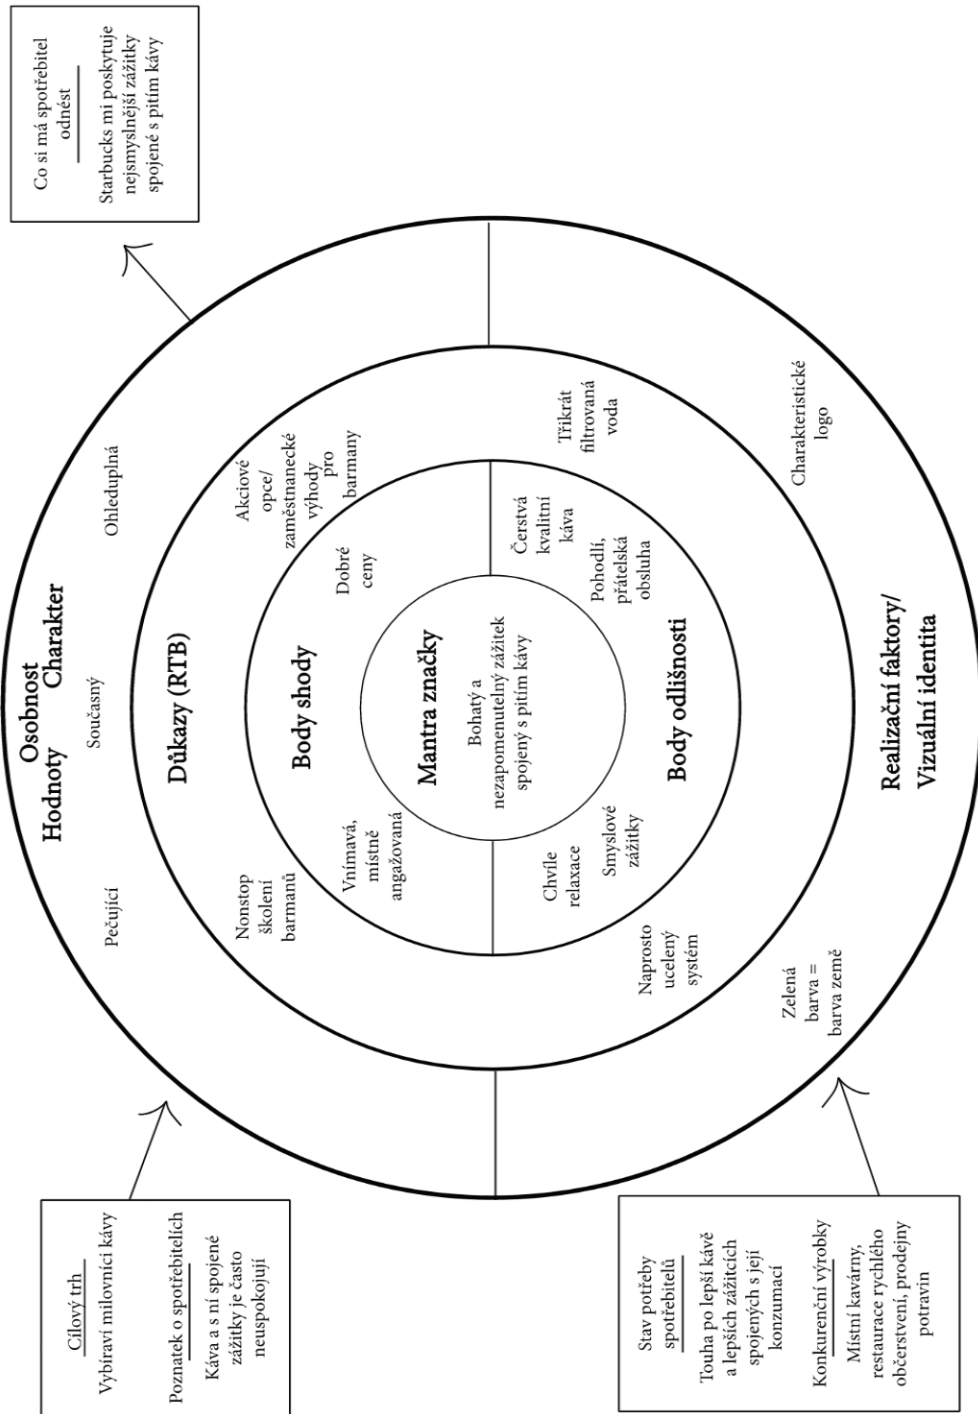 Cílový trh
Vybíraví milovníci kávy
Poznatek o spotřebitelích
Káva a s ní spojené
zážitky je často
neuspokojují
Co si má spotřebitel
odnést
Starbucks mi poskytuje
nejsmyslnější zážitky
spojené s pitím kávy
Osobnost
Hodnoty Charakter
Pečující
Současný
Ohleduplná
Důkazy (RTB)
Nonstop
školení
barmanů
Akciové
opce/
zaměstnanecké
výhody
pro
barmany
Body shody
Vnímavá,
místně
angažovaná
Dobré
ceny
Mantra značky
Bohatý a
nezapomenutelný zážitek
spojený s pitím kávy
Chvíle
relaxace
Smyslové
zážitky
Čerstvá
kvalitní
káva
Pohodlí,
přátelská
obsluha
Body odlišnosti
Naprosto
ucelený
systém
Třikrát
filtrovaná
voda
Zelená
barva =
barva země
Charakteristické
logo
Realizační faktory/
Vizuální identita
Stav potřeby
spotřebitelů
Touha po lepší kávě
a lepších zážitcích
spojených s její
konzumací
Konkurenční výrobky
Místní kavárny,
restaurace rychlého
občerstvení, prodejny
potravin